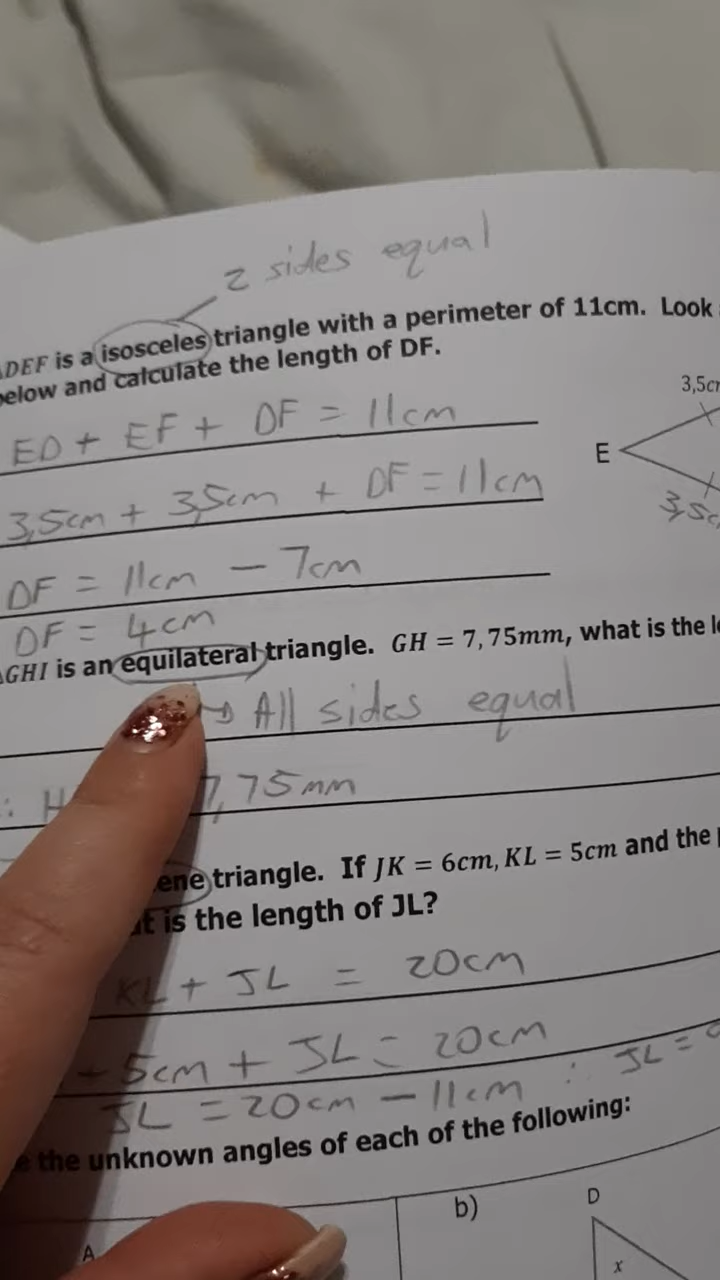 2 sides equal
DEF is a isosceles triangle with a perimeter of 11cm. Look
below and calculate the length of DF.
ED + EF + DF = 11cm
3,5cm + 3,5cm + DF = 11cm
DF = 11cm - 7cm
DF = 4cm
3,5cm
E
3,5c
GHI is an equilateral triangle. GH = 7,75mm, what is the
→ All sides equal
∴ H 7,75mm
ene triangle. If JK = 6cm, KL = 5cm and the
is the length of JL?
KL + JL = 20cm
5cm + JL = 20cm
JL = 20cm - 11cm ∴ JL =
the unknown angles of each of the following:
A
b)
D
x